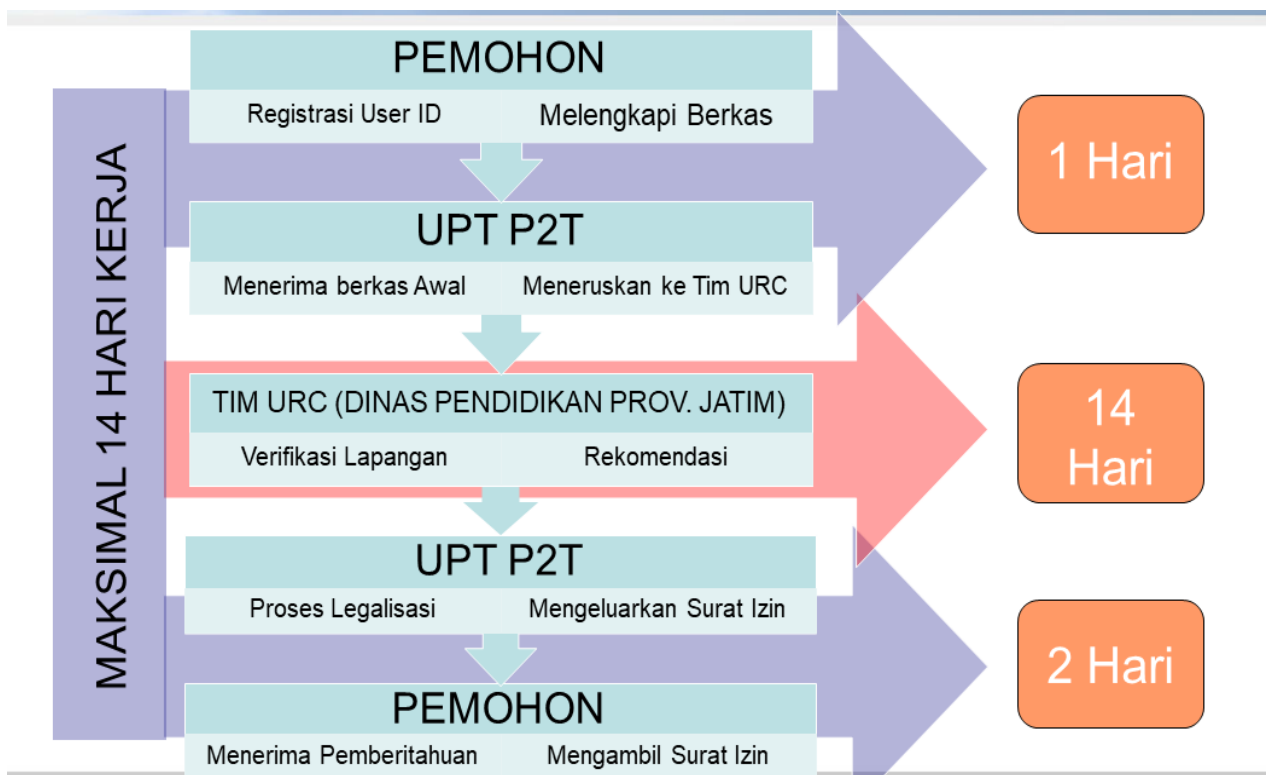 PEMOHON
Registrasi User ID
Melengkapi Berkas
1 Hari
UPT P2T
Menerima berkas Awal
Meneruskan ke Tim URC
MAKSIMAL 14 HARI KERJA
TIM URC (DINAS PENDIDIKAN PROV. JATIM)
Verifikasi Lapangan
Rekomendasi
14
Hari
UPT P2T
Proses Legalisasi
Mengeluarkan Surat Izin
2 Hari
PEMOHON
Menerima Pemberitahuan
Mengambil Surat Izin